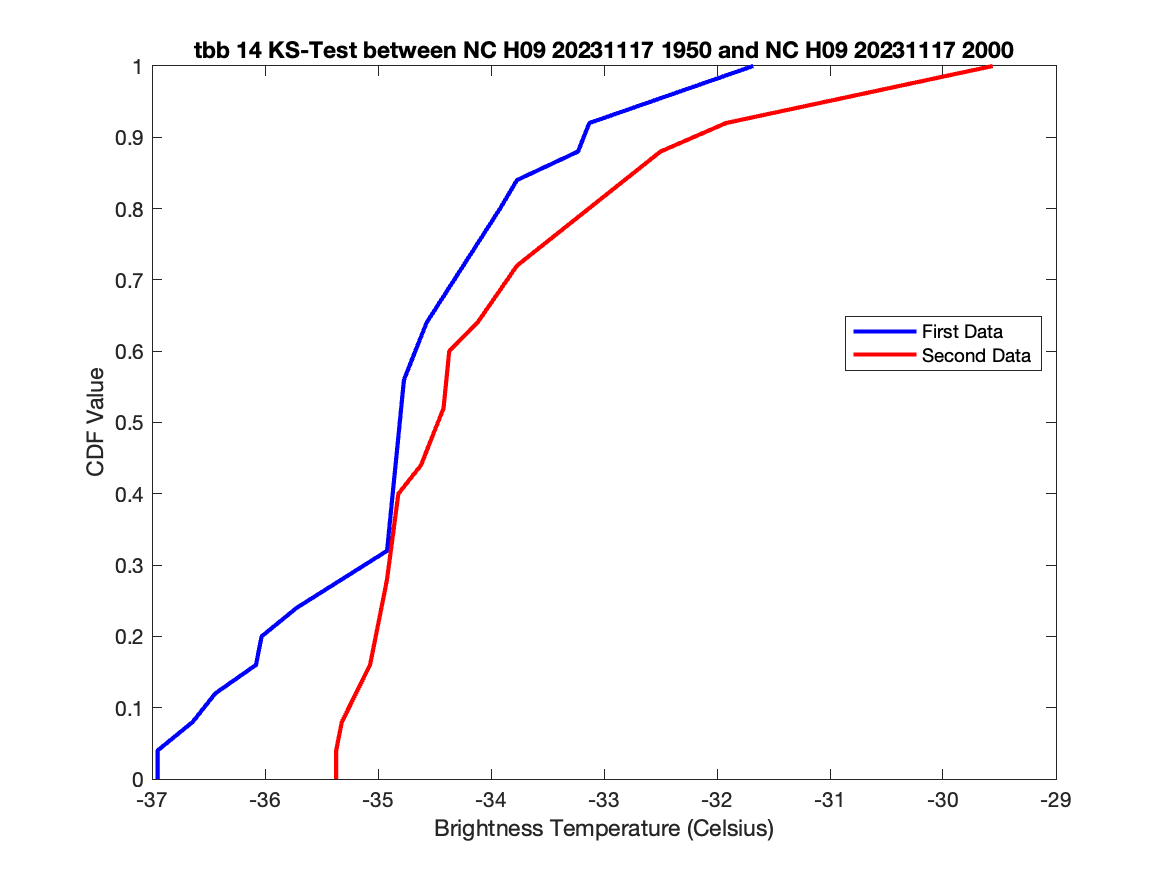 tbb 14 KS-Test between NC H09 20231117 1950 and NC H09 20231117 2000
1
0.9
0.8
0.7
0.6
0.5
0.4
0.3
0.2
0.1
0
CDF Value
First Data
Second Data
-37 -36 -35 -34 -33 -32 -31 -30 -29
Brightness Temperature (Celsius)